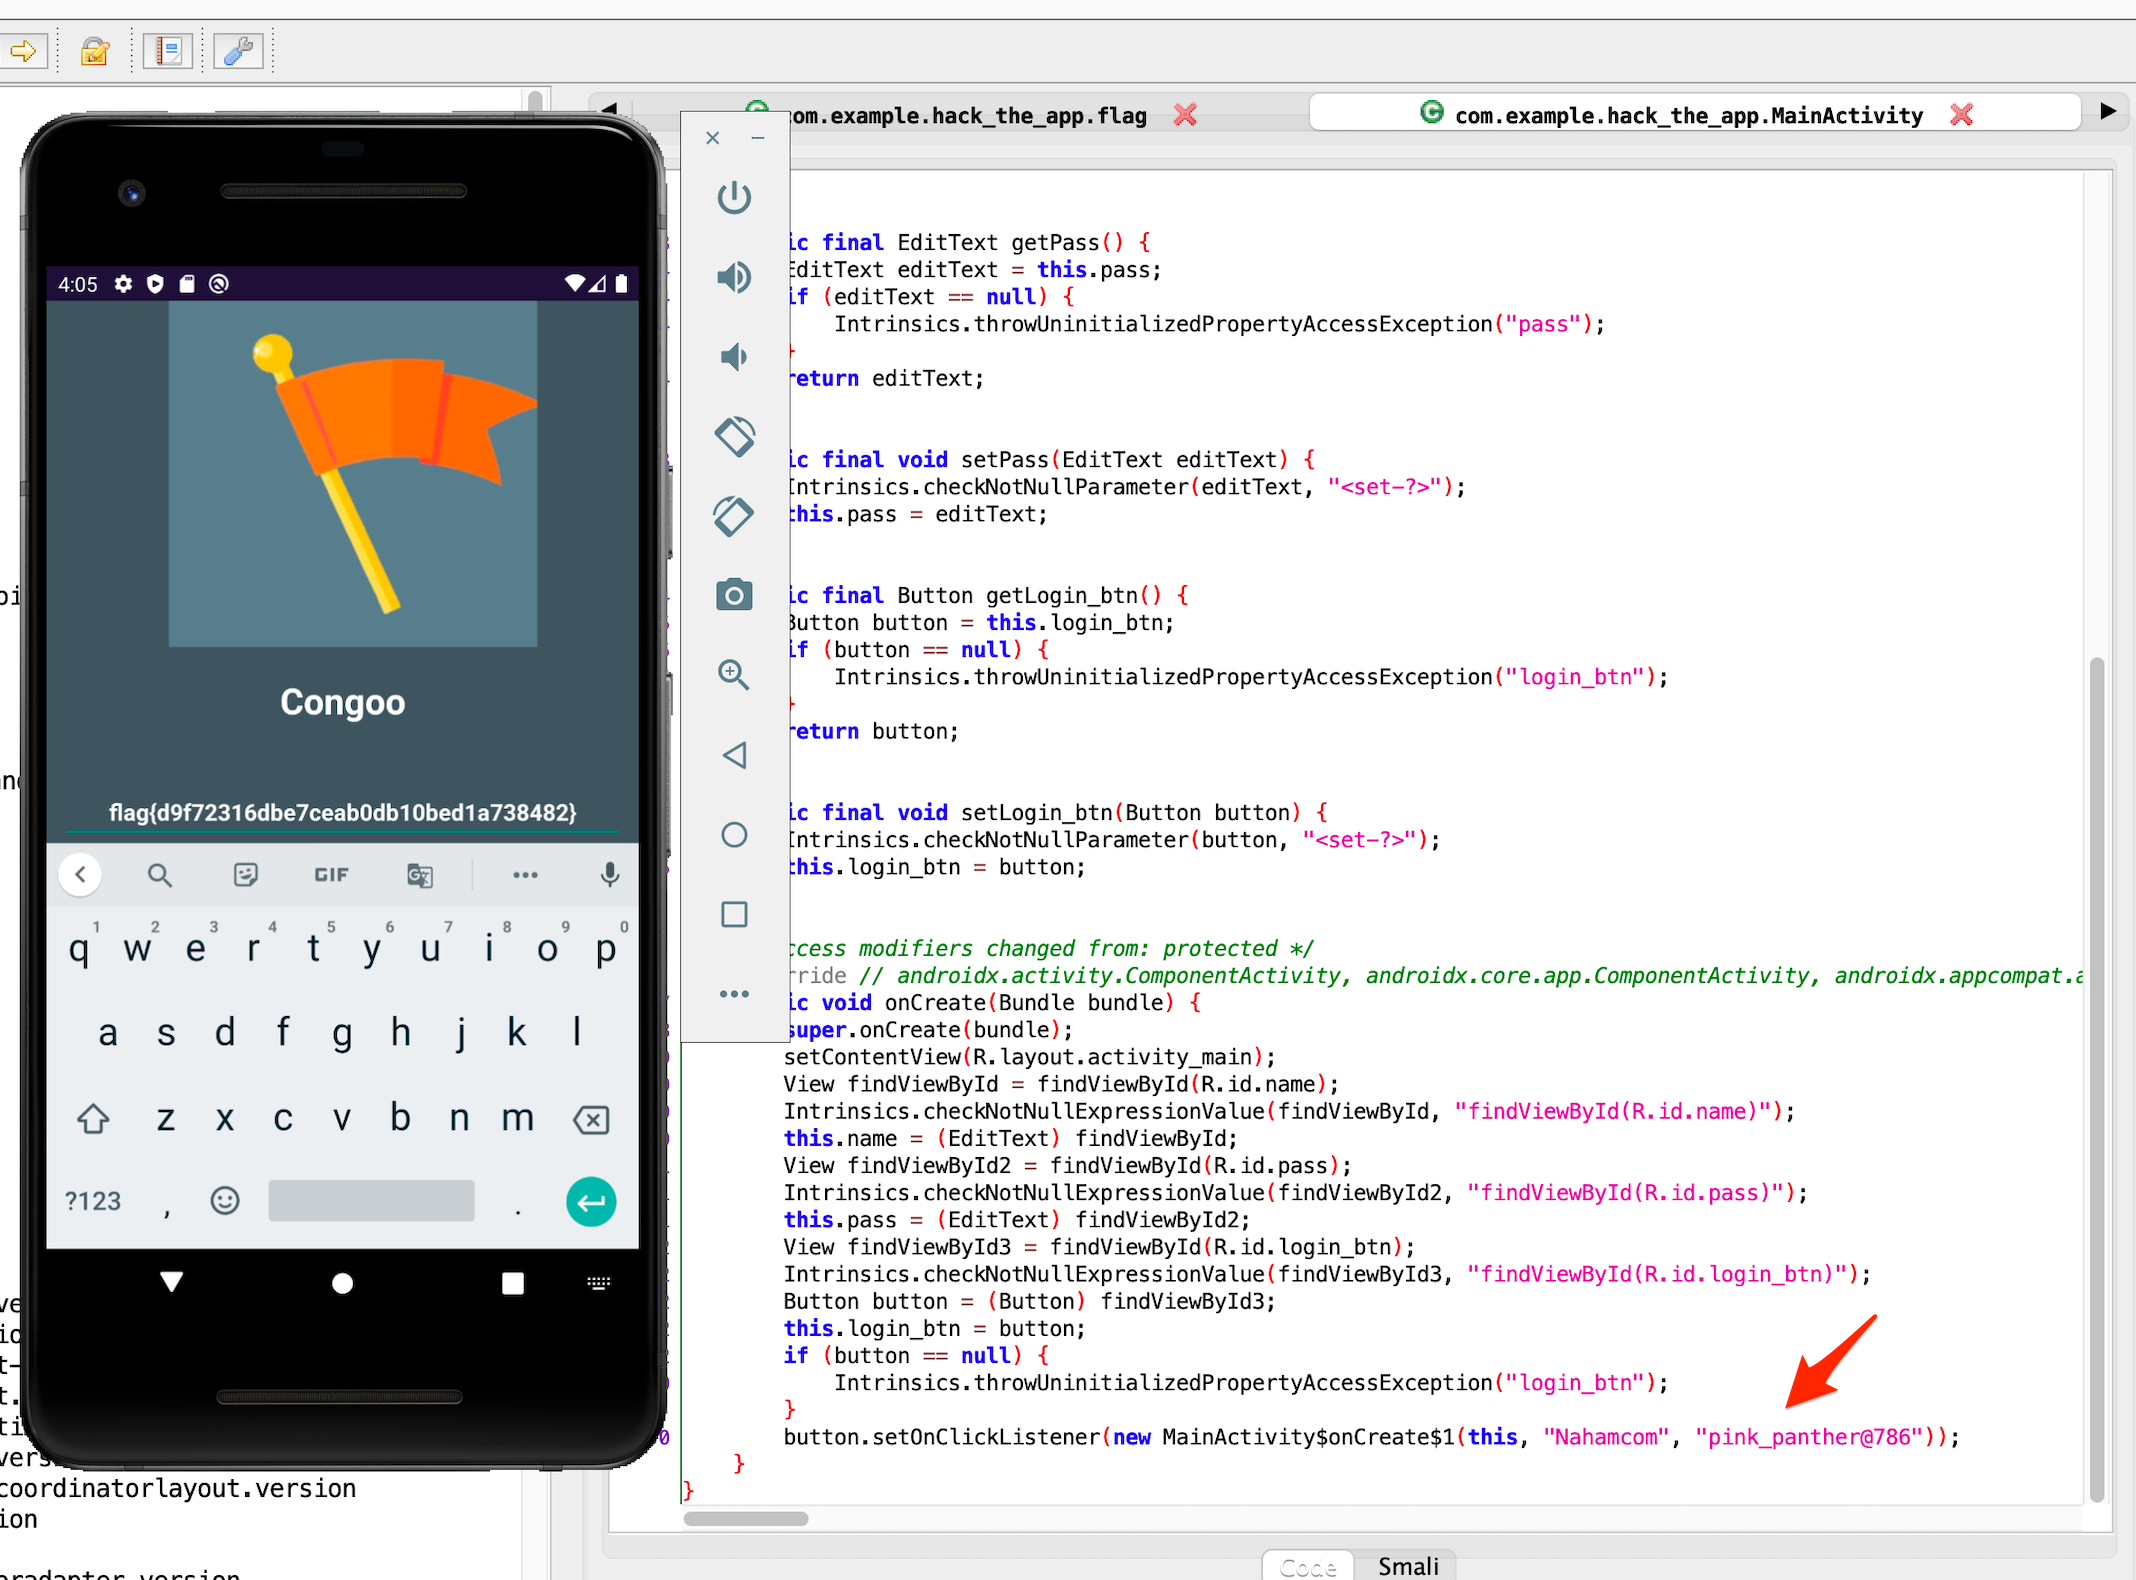 com.example.hack_the_app.flag
com.example.hack_the_app.MainActivity
4:05
Congoo
flag{d9f72316dbe7ceab0db10bed1a738482}
GIF
1 2 3 4 5 6 7 8 9 0
q w e r t y u i o p
a s d f g h j k l
z x c v b n m
?123 , .
ic final EditText getPass() {
EditText editText = this.pass;
if (editText == null) {
Intrinsics.throwUninitializedPropertyAccessException("pass");
}
return editText;
ic final void setPass(EditText editText) {
Intrinsics.checkNotNullParameter(editText, "<set-?>");
this.pass = editText;
ic final Button getLogin_btn() {
Button button = this.login_btn;
if (button == null) {
Intrinsics.throwUninitializedPropertyAccessException("login_btn");
}
return button;
ic final void setLogin_btn(Button button) {
Intrinsics.checkNotNullParameter(button, "<set-?>");
this.login_btn = button;
ccess modifiers changed from: protected */
rride // androidx.activity.ComponentActivity, androidx.core.app.ComponentActivity, androidx.appcompat.a
ic void onCreate(Bundle bundle) {
super.onCreate(bundle);
setContentView(R.layout.activity_main);
View findViewById = findViewById(R.id.name);
Intrinsics.checkNotNullExpressionValue(findViewById, "findViewById(R.id.name)");
this.name = (EditText) findViewById;
View findViewById2 = findViewById(R.id.pass);
Intrinsics.checkNotNullExpressionValue(findViewById2, "findViewById(R.id.pass)");
this.pass = (EditText) findViewById2;
View findViewById3 = findViewById(R.id.login_btn);
Intrinsics.checkNotNullExpressionValue(findViewById3, "findViewById(R.id.login_btn)");
Button button = (Button) findViewById3;
this.login_btn = button;
if (button == null) {
Intrinsics.throwUninitializedPropertyAccessException("login_btn");
}
button.setOnClickListener(new MainActivity$onCreate$1(this, "Nahamcom", "pink_panther@786"));
}
}
coordinatorlayout.version
ion
Code Smali